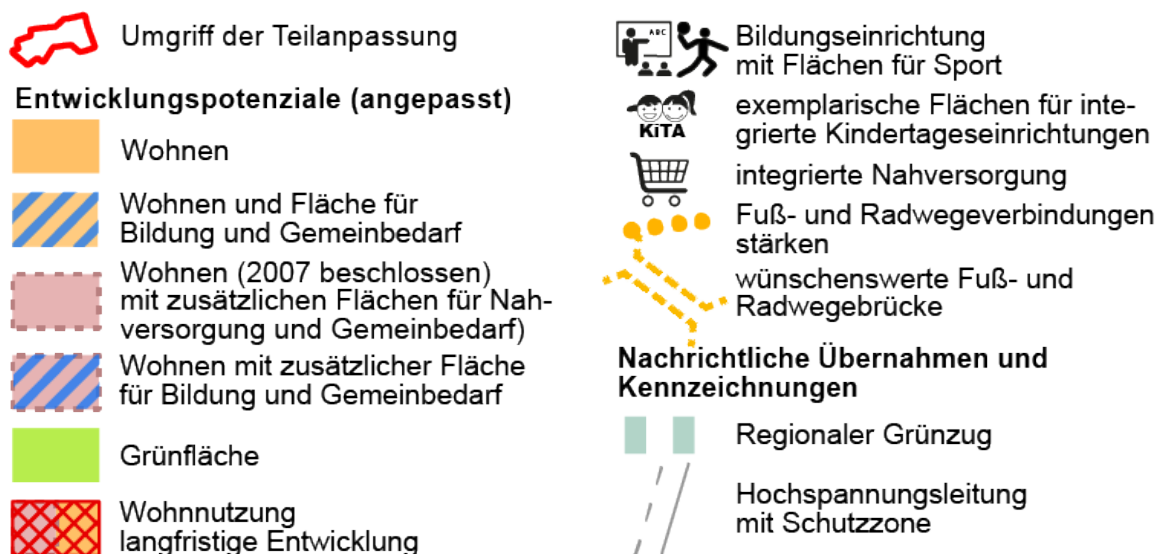 Umgriff der Teilanpassung
Entwicklungspotenziale (angepasst)
Wohnen
Wohnen und Fläche für
Bildung und Gemeinbedarf
Wohnen (2007 beschlossen)
mit zusätzlichen Flächen für Nah-
versorgung und Gemeinbedarf)
Wohnen mit zusätzlicher Fläche
für Bildung und Gemeinbedarf
Grünfläche
Wohnnutzung
langfristige Entwicklung
ABC
Bildungseinrichtung
mit Flächen für Sport
KiTA
exemplarische Flächen für inte-
grierte Kindertageseinrichtungen
integrierte Nahversorgung
Fuß- und Radwegeverbindungen
stärken
wünschenswerte Fuß- und
Radwegebrücke
Nachrichtliche Übernahmen und
Kennzeichnungen
Regionaler Grünzug
Hochspannungsleitung
mit Schutzzone